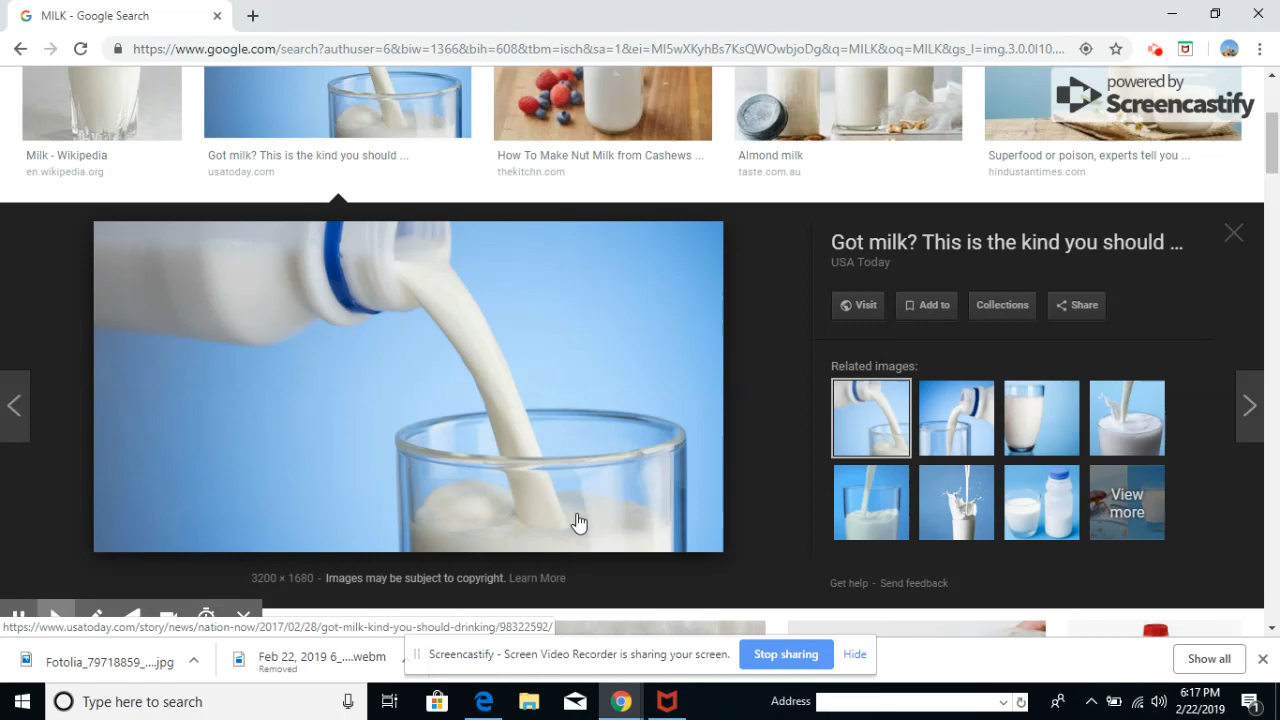 MILK - Google Search
https://www.google.com/search?authuser=6&biw=1366&bih=608&tbm=isch&sa=1&ei=MI5wXKyhBs7KsQWOwbjoDg&q=MILK&oq=MILK&gs_l=img.3.0.0l10....
powered by
Screencastify
Milk - Wikipedia
en.wikipedia.org
Got milk? This is the kind you should ...
usatoday.com
How To Make Nut Milk from Cashews ...
thekitchn.com
Almond milk
taste.com.au
Superfood or poison, experts tell you ...
hindustantimes.com
Got milk? This is the kind you should ...
USA Today
Visit
Add to
Collections
Share
Related images:
View more
3200 × 1680 - Images may be subject to copyright. Learn More
Get help - Send feedback
https://www.usatoday.com/story/news/nation-now/2017/02/28/got-milk-kind-you-should-drinking/98322592/
Fotolia_79718859_....jpg
Feb 22, 2019 6_....webm
Removed
Screencastify - Screen Video Recorder is sharing your screen.
Stop sharing
Hide
Show all
Type here to search
Address
6:17 PM
2/22/2019
1